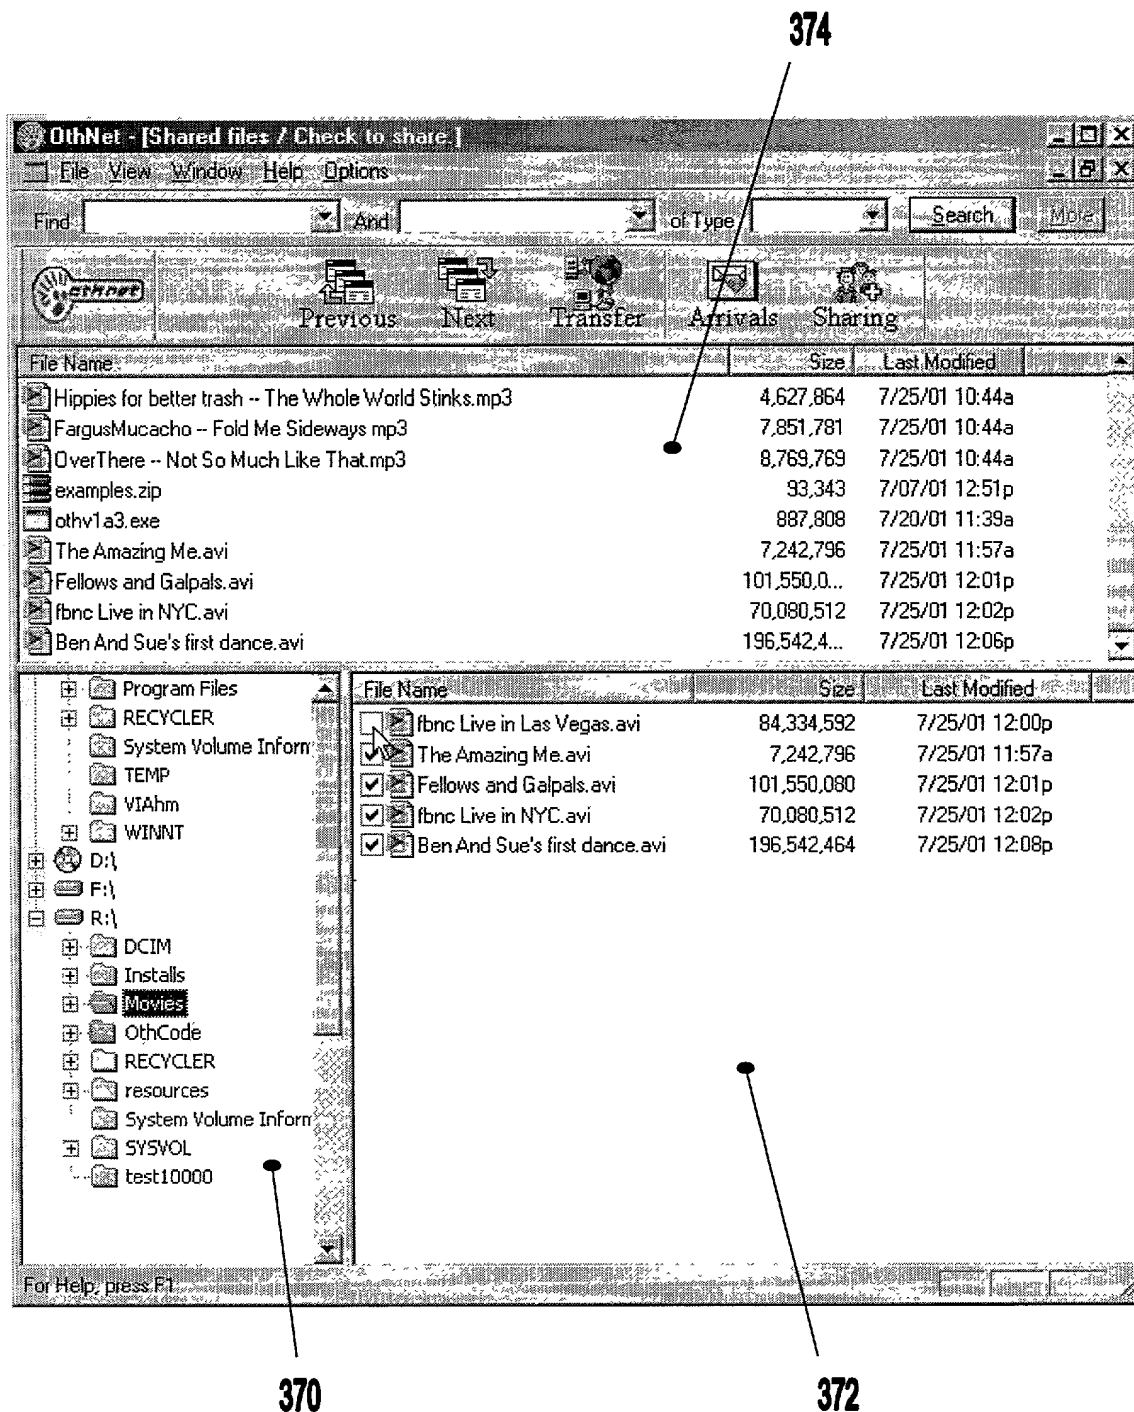 374
OthNet - [Shared files / Check to share.]
File View Window Help Options
Find And of Type Search More
othnet Previous Next Transfer Arrivals Sharing
File Name Size Last Modified
Hippies for better trash -- The Whole World Stinks.mp3 4,627,864 7/25/01 10:44a
FargusMucacho -- Fold Me Sideways mp3 7,851,781 7/25/01 10:44a
OverThere -- Not So Much Like That.mp3 8,769,769 7/25/01 10:44a
examples.zip 93,343 7/07/01 12:51p
othv1a3.exe 887,808 7/20/01 11:39a
The Amazing Me.avi 7,242,796 7/25/01 11:57a
Fellows and Galpals.avi 101,550,0... 7/25/01 12:01p
fbnc Live in NYC.avi 70,080,512 7/25/01 12:02p
Ben And Sue's first dance.avi 196,542,4... 7/25/01 12:06p
Program Files
RECYCLER
System Volume Inform
TEMP
VIAhm
WINNT
D:\
F:\
R:\
DCIM
Installs
Movies
OthCode
RECYCLER
resources
System Volume Inform
SYSVOL
test10000
File Name Size Last Modified
fbnc Live in Las Vegas.avi 84,334,592 7/25/01 12:00p
The Amazing Me.avi 7,242,796 7/25/01 11:57a
Fellows and Galpals.avi 101,550,080 7/25/01 12:01p
fbnc Live in NYC.avi 70,080,512 7/25/01 12:02p
Ben And Sue's first dance.avi 196,542,464 7/25/01 12:08p
For Help, press F1
370
372